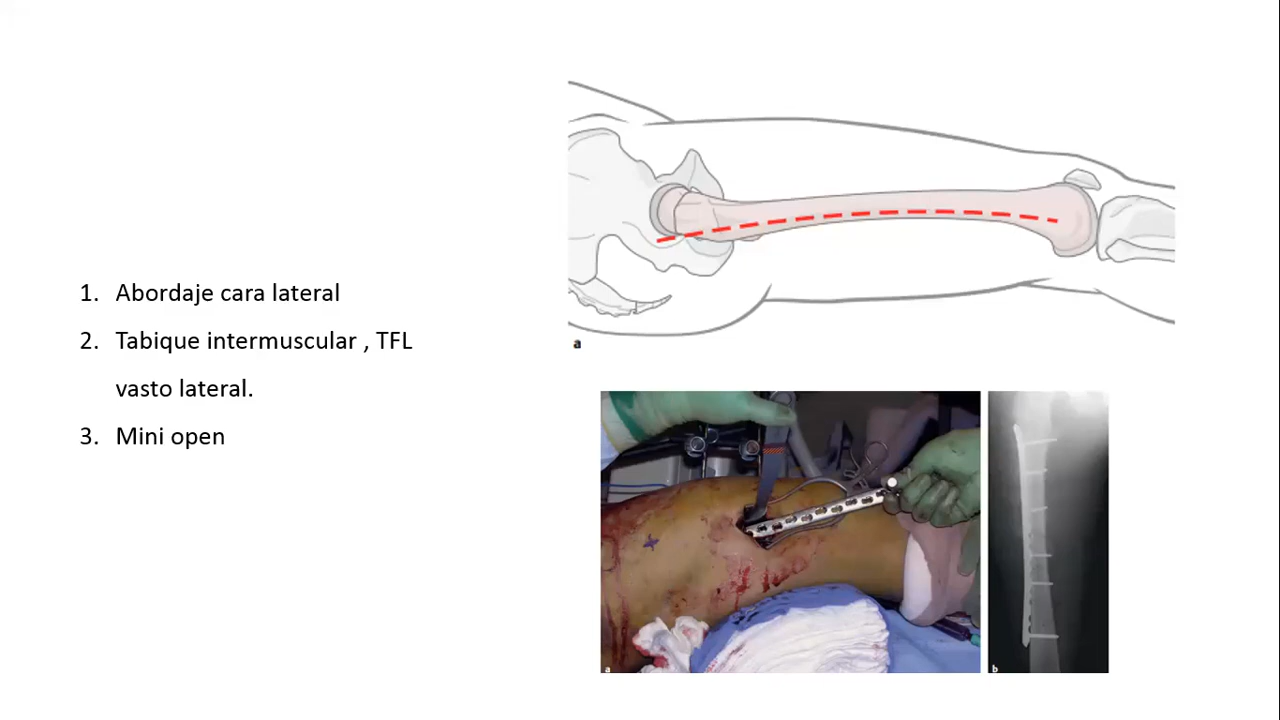 1. Abordaje cara lateral
2. Tabique intermuscular , TFL
vasto lateral.
3. Mini open
a
a
b